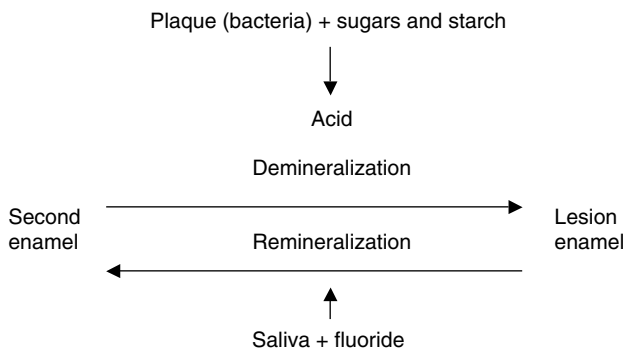 Plaque (bacteria) + sugars and starch
Acid
Demineralization
Second
enamel
Lesion
enamel
Remineralization
Saliva + fluoride